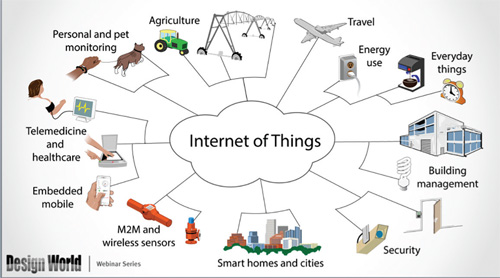 Personal and pet
monitoring
Agriculture
Travel
Energy
use
Everyday
things
Internet of Things
Telemedicine
and
healthcare
Building
management
Embedded
mobile
M2M and
wireless sensors
Smart homes and cities
Security
Design World Webinar Series